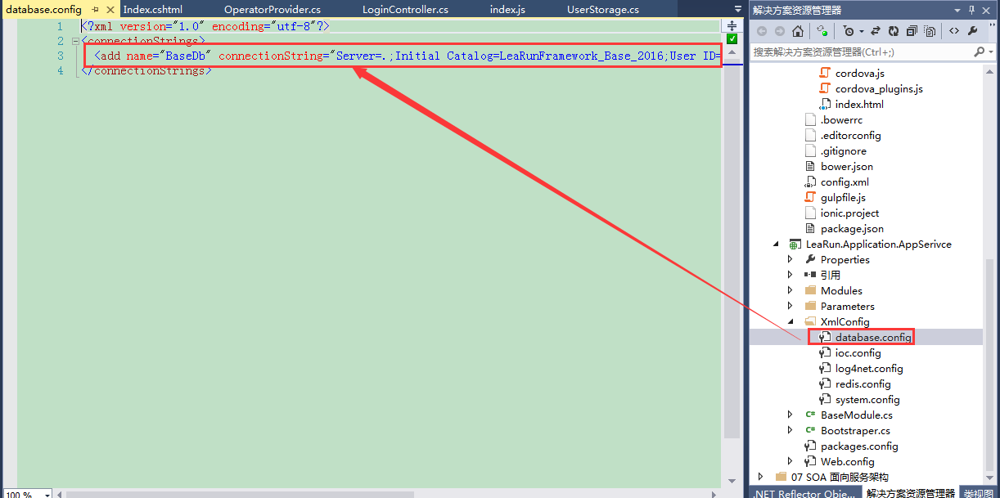 database.config
Index.cshtml
OperatorProvider.cs
LoginController.cs
index.js
UserStorage.cs
1 <?xml version="1.0" encoding="utf-8"?>
2 <connectionStrings>
3 <add name="BaseDb" connectionString="Server=.;Initial Catalog=LeaRunFramework_Base_2016;User ID=
4 </connectionStrings>
100 %
解决方案资源管理器
搜索解决方案资源管理器(Ctrl+;)
cordova.js
cordova_plugins.js
index.html
.bowerrc
.editorconfig
.gitignore
bower.json
config.xml
gulpfile.js
ionic.project
package.json
LeaRun.Application.AppSerivce
Properties
引用
Modules
Parameters
XmlConfig
database.config
ioc.config
log4net.config
redis.config
system.config
C# BaseModule.cs
C# Bootstraper.cs
packages.config
Web.config
07 SOA 面向服务架构
.NET Reflector Obje...
解决方案资源管理器
类视图